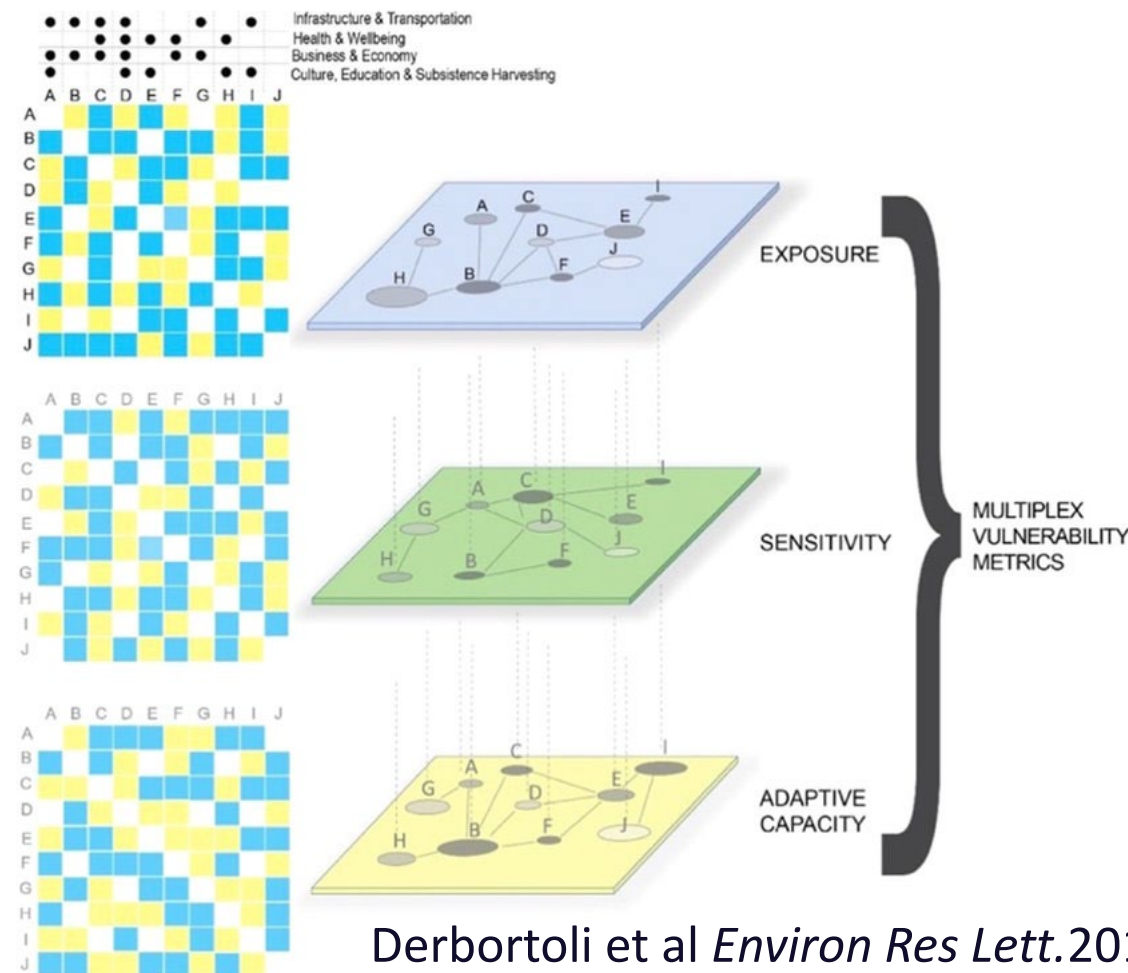 Infrastructure & Transportation
Health & Wellbeing
Business & Economy
Culture, Education & Subsistence Harvesting
A B C D E F G H I J
A
B
C
D
E
F
G
H
I
J
I
C
A
E
G
D
J
F
B
H
EXPOSURE
A B C D E F G H I J
A
B
C
D
E
F
G
H
I
J
I
C
A
E
G
D
J
F
B
H
SENSITIVITY
MULTIPLEX
VULNERABILITY
METRICS
A B C D E F G H I J
A
B
C
D
E
F
G
H
I
J
I
C
A
E
G
D
J
F
B
H
ADAPTIVE
CAPACITY
Derbortoli et al Environ Res Lett.201